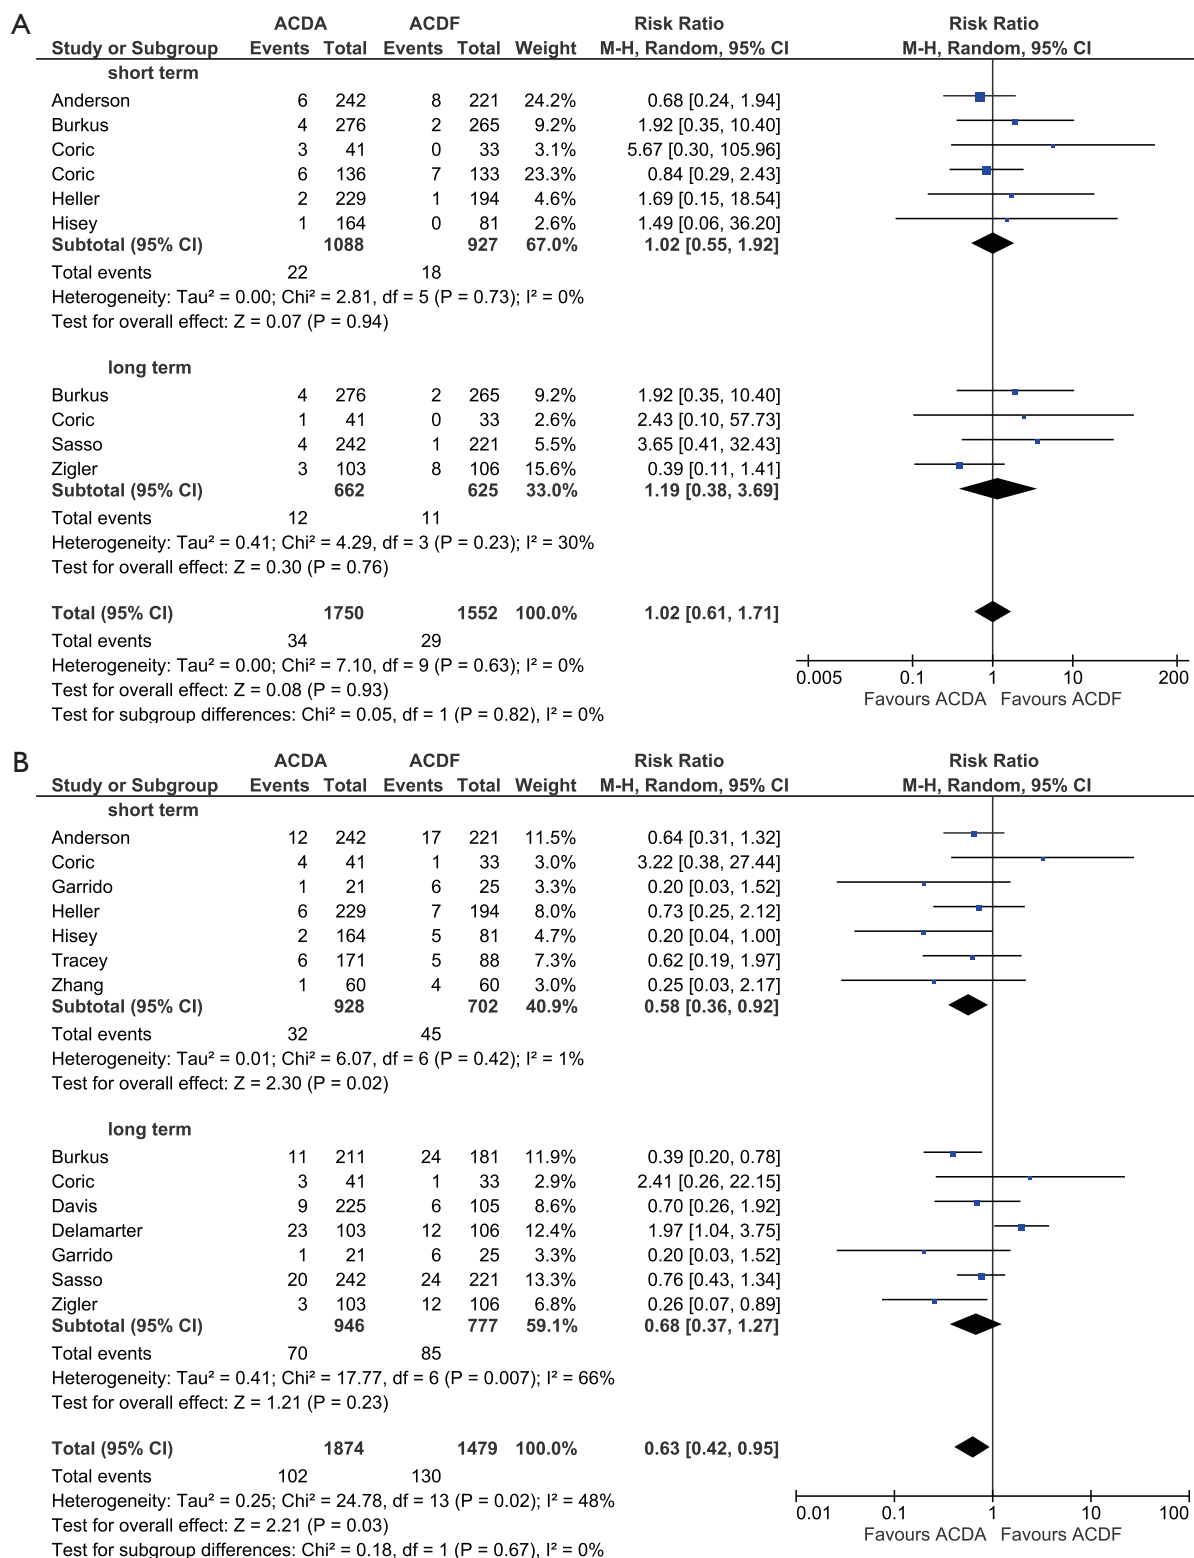 A
ACDA ACDF Risk Ratio Risk Ratio
Study or Subgroup Events Total Events Total Weight M-H, Random, 95% CI M-H, Random, 95% CI
short term
Anderson 6 242 8 221 24.2% 0.68 [0.24, 1.94]
Burkus 4 276 2 265 9.2% 1.92 [0.35, 10.40]
Coric 3 41 0 33 3.1% 5.67 [0.30, 105.96]
Coric 6 136 7 133 23.3% 0.84 [0.29, 2.43]
Heller 2 229 1 194 4.6% 1.69 [0.15, 18.54]
Hisey 1 164 0 81 2.6% 1.49 [0.06, 36.20]
Subtotal (95% CI) 1088 927 67.0% 1.02 [0.55, 1.92]
Total events 22 18
Heterogeneity: Tau² = 0.00; Chi² = 2.81, df = 5 (P = 0.73); I² = 0%
Test for overall effect: Z = 0.07 (P = 0.94)
long term
Burkus 4 276 2 265 9.2% 1.92 [0.35, 10.40]
Coric 1 41 0 33 2.6% 2.43 [0.10, 57.73]
Sasso 4 242 1 221 5.5% 3.65 [0.41, 32.43]
Zigler 3 103 8 106 15.6% 0.39 [0.11, 1.41]
Subtotal (95% CI) 662 625 33.0% 1.19 [0.38, 3.69]
Total events 12 11
Heterogeneity: Tau² = 0.41; Chi² = 4.29, df = 3 (P = 0.23); I² = 30%
Test for overall effect: Z = 0.30 (P = 0.76)
Total (95% CI) 1750 1552 100.0% 1.02 [0.61, 1.71]
Total events 34 29
Heterogeneity: Tau² = 0.00; Chi² = 7.10, df = 9 (P = 0.63); I² = 0%
Test for overall effect: Z = 0.08 (P = 0.93)
Test for subgroup differences: Chi² = 0.05, df = 1 (P = 0.82), I² = 0%
0.005 0.1 1 10 200
Favours ACDA Favours ACDF
B
ACDA ACDF Risk Ratio Risk Ratio
Study or Subgroup Events Total Events Total Weight M-H, Random, 95% CI M-H, Random, 95% CI
short term
Anderson 12 242 17 221 11.5% 0.64 [0.31, 1.32]
Coric 4 41 1 33 3.0% 3.22 [0.38, 27.44]
Garrido 1 21 6 25 3.3% 0.20 [0.03, 1.52]
Heller 6 229 7 194 8.0% 0.73 [0.25, 2.12]
Hisey 2 164 5 81 4.7% 0.20 [0.04, 1.00]
Tracey 6 171 5 88 7.3% 0.62 [0.19, 1.97]
Zhang 1 60 4 60 3.0% 0.25 [0.03, 2.17]
Subtotal (95% CI) 928 702 40.9% 0.58 [0.36, 0.92]
Total events 32 45
Heterogeneity: Tau² = 0.01; Chi² = 6.07, df = 6 (P = 0.42); I² = 1%
Test for overall effect: Z = 2.30 (P = 0.02)
long term
Burkus 11 211 24 181 11.9% 0.39 [0.20, 0.78]
Coric 3 41 1 33 2.9% 2.41 [0.26, 22.15]
Davis 9 225 6 105 8.6% 0.70 [0.26, 1.92]
Delamarter 23 103 12 106 12.4% 1.97 [1.04, 3.75]
Garrido 1 21 6 25 3.3% 0.20 [0.03, 1.52]
Sasso 20 242 24 221 13.3% 0.76 [0.43, 1.34]
Zigler 3 103 12 106 6.8% 0.26 [0.07, 0.89]
Subtotal (95% CI) 946 777 59.1% 0.68 [0.37, 1.27]
Total events 70 85
Heterogeneity: Tau² = 0.41; Chi² = 17.77, df = 6 (P = 0.007); I² = 66%
Test for overall effect: Z = 1.21 (P = 0.23)
Total (95% CI) 1874 1479 100.0% 0.63 [0.42, 0.95]
Total events 102 130
Heterogeneity: Tau² = 0.25; Chi² = 24.78, df = 13 (P = 0.02); I² = 48%
Test for overall effect: Z = 2.21 (P = 0.03)
Test for subgroup differences: Chi² = 0.18, df = 1 (P = 0.67), I² = 0%
0.01 0.1 1 10 100
Favours ACDA Favours ACDF